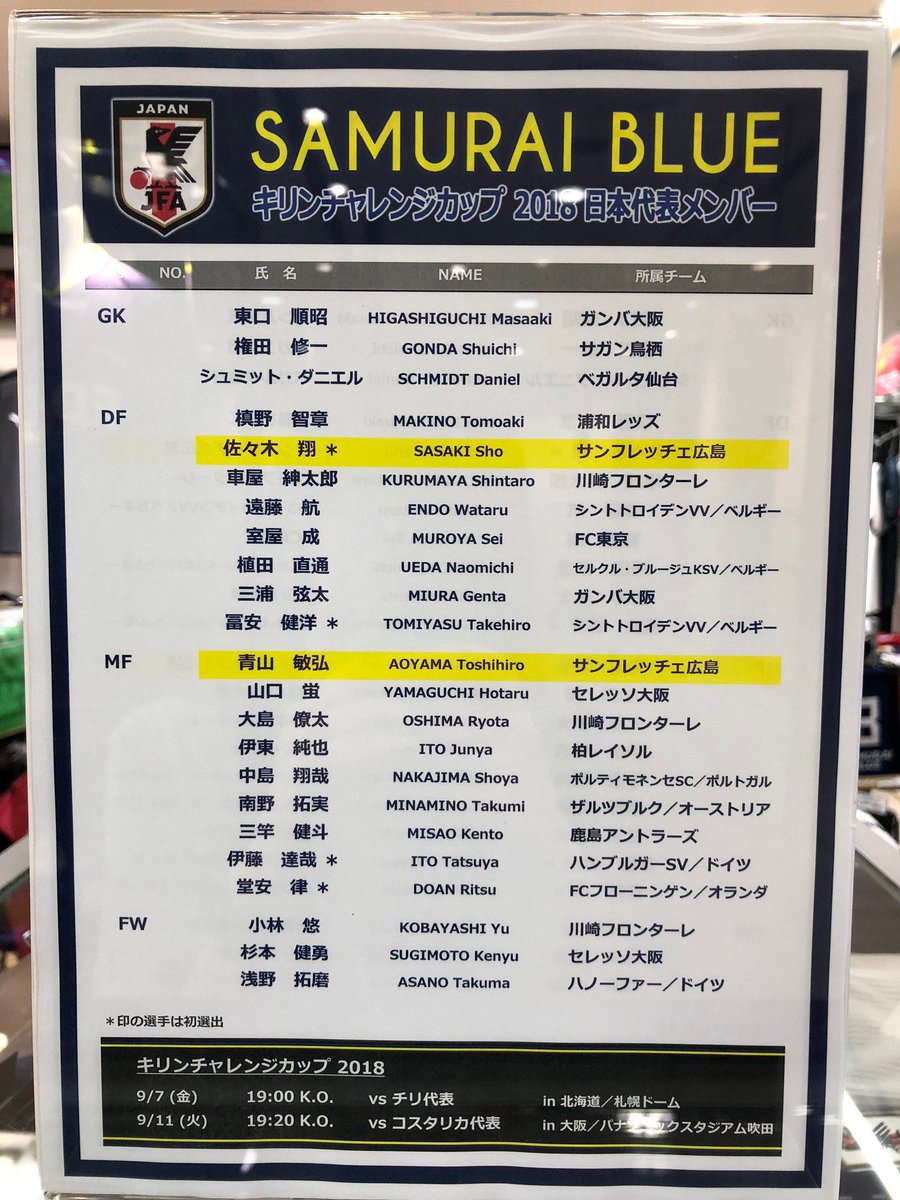 JAPAN
JFA
SAMURAI BLUE
キリンチャレンジカップ 2018 日本代表メンバー
NO. 氏 名 NAME 所属チーム
GK 東口 順昭 HIGASHIGUCHI Masaaki ガンバ大阪
権田 修一 GONDA Shuichi サガン鳥栖
シュミット・ダニエル SCHMIDT Daniel ベガルタ仙台
DF 槙野 智章 MAKINO Tomoaki 浦和レッズ
佐々木 翔 * SASAKI Sho サンフレッチェ広島
車屋 紳太郎 KURUMAYA Shintaro 川崎フロンターレ
遠藤 航 ENDO Wataru シントトロイデンVV／ベルギー
室屋 成 MUROYA Sei FC東京
植田 直通 UEDA Naomichi セルクル・ブルージュKSV／ベルギー
三浦 弦太 MIURA Genta ガンバ大阪
冨安 健洋 * TOMIYASU Takehiro シントトロイデンVV／ベルギー
MF 青山 敏弘 AOYAMA Toshihiro サンフレッチェ広島
山口 蛍 YAMAGUCHI Hotaru セレッソ大阪
大島 僚太 OSHIMA Ryota 川崎フロンターレ
伊東 純也 ITO Junya 柏レイソル
中島 翔哉 NAKAJIMA Shoya ポルティモネンセSC／ポルトガル
南野 拓実 MINAMINO Takumi ザルツブルク／オーストリア
三竿 健斗 MISAO Kento 鹿島アントラーズ
伊藤 達哉 * ITO Tatsuya ハンブルガーSV／ドイツ
堂安 律 * DOAN Ritsu FCフローニンゲン／オランダ
FW 小林 悠 KOBAYASHI Yu 川崎フロンターレ
杉本 健勇 SUGIMOTO Kenyu セレッソ大阪
浅野 拓磨 ASANO Takuma ハノーファー／ドイツ
＊印の選手は初選出
キリンチャレンジカップ 2018
9/7 (金) 19:00 K.O. vs チリ代表 in 北海道／札幌ドーム
9/11 (火) 19:20 K.O. vs コスタリカ代表 in 大阪／パナソニックスタジアム吹田